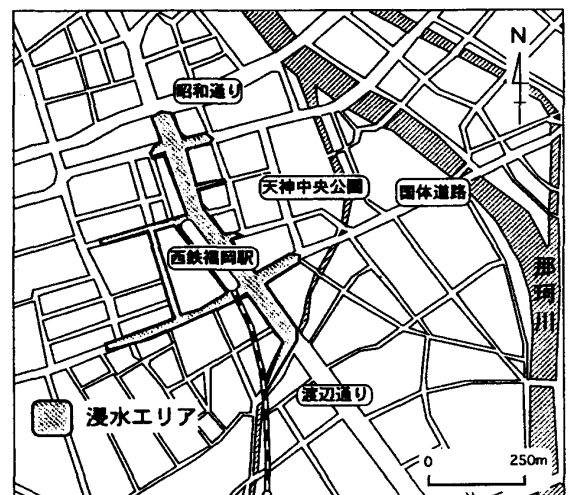 昭和通り
N
天神中央公園
国体道路
西鉄福岡駅
那珂川
渡辺通り
浸水エリア
0 250m